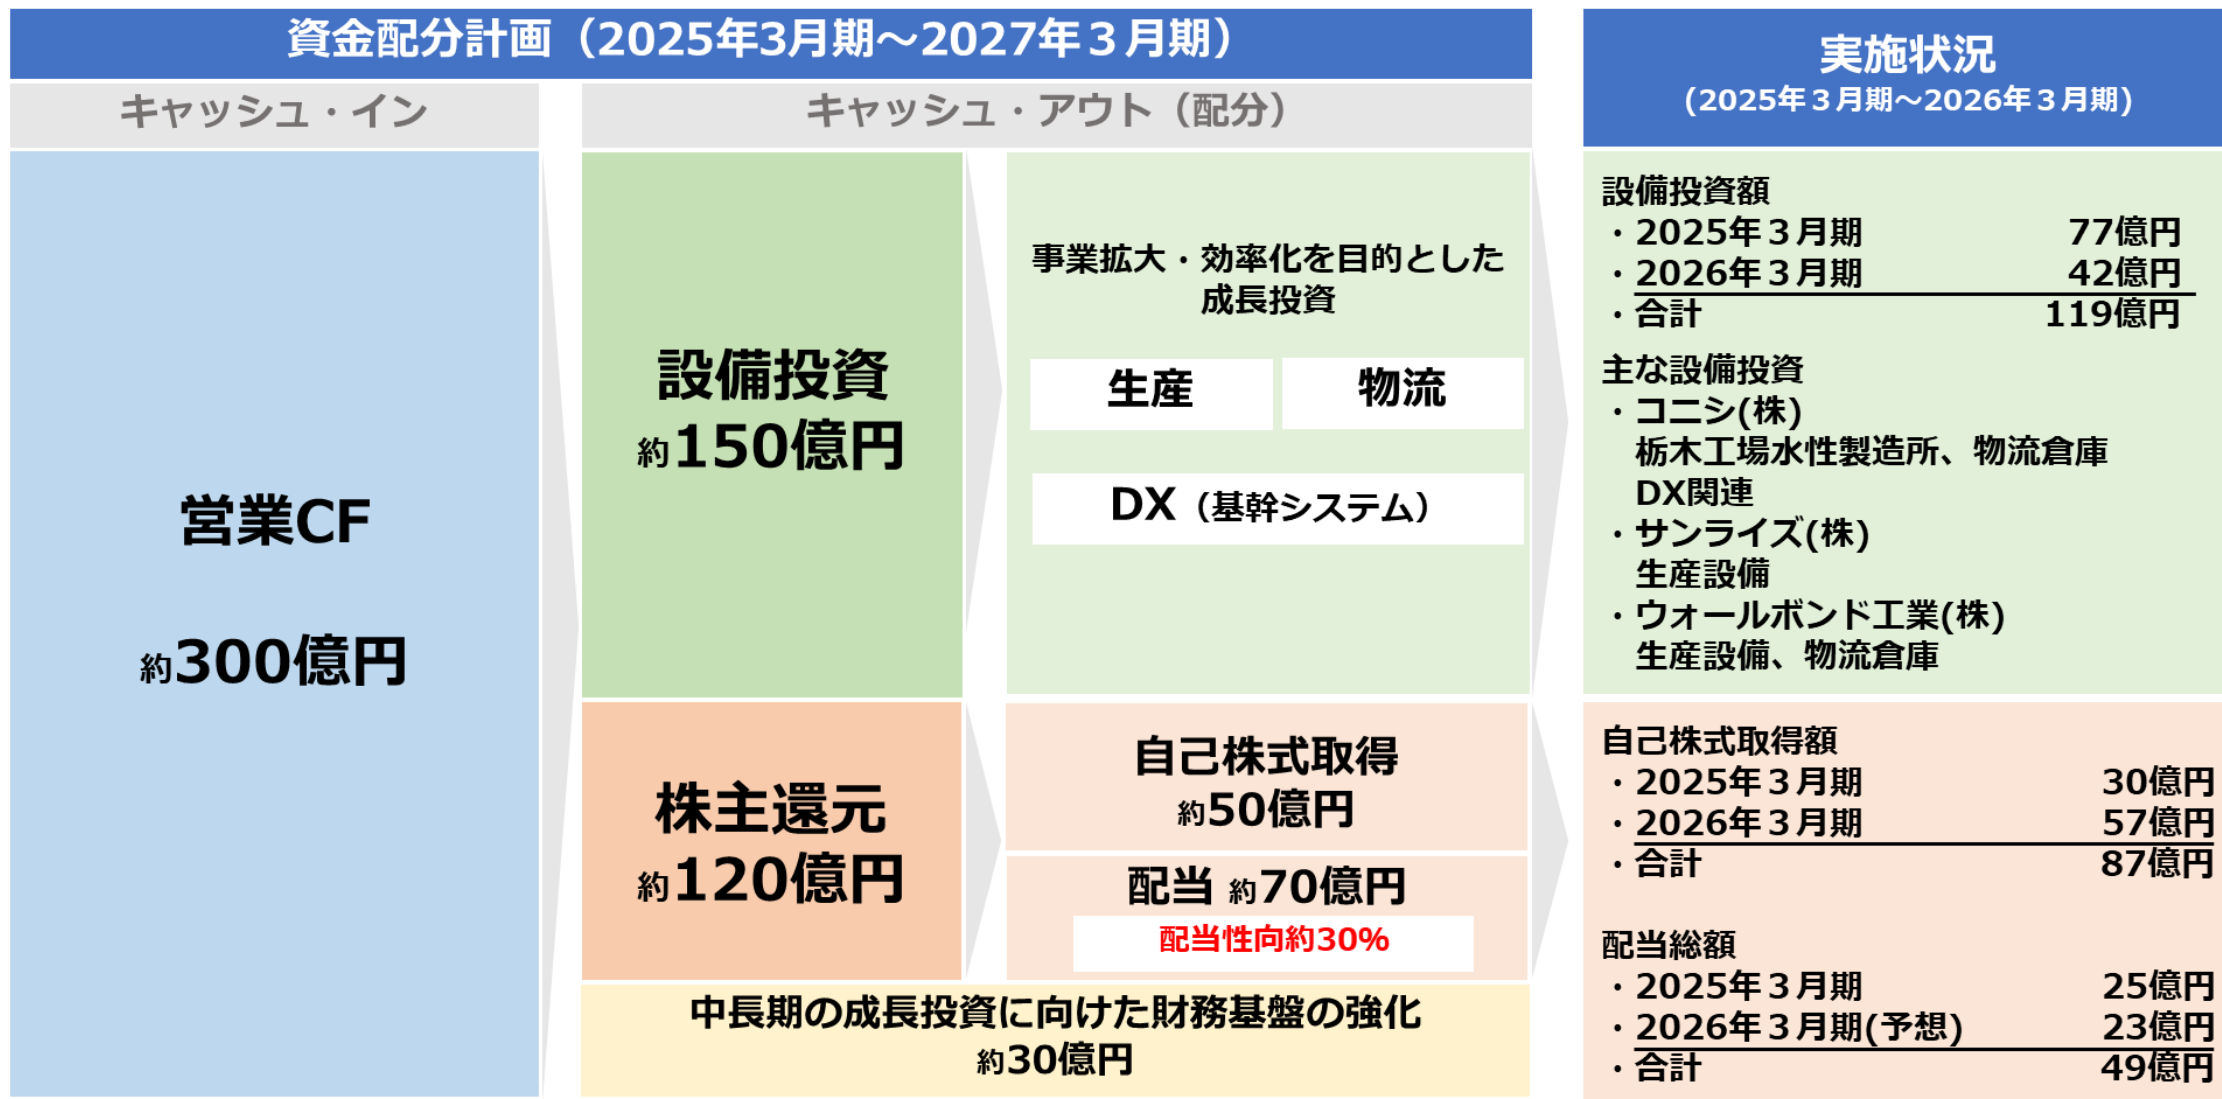 資金配分計画（2025年3月期～2027年３月期）
キャッシュ・イン
キャッシュ・アウト（配分）
営業CF
約300億円
設備投資
約150億円
事業拡大・効率化を目的とした
成長投資
生産
物流
DX（基幹システム）
株主還元
約120億円
自己株式取得
約50億円
配当 約70億円
配当性向約30%
中長期の成長投資に向けた財務基盤の強化
約30億円
実施状況
(2025年３月期～2026年３月期)
設備投資額
・2025年３月期 77億円
・2026年３月期 42億円
・合計 119億円
主な設備投資
・コニシ(株)
栃木工場水性製造所、物流倉庫
DX関連
・サンライズ(株)
生産設備
・ウォールボンド工業(株)
生産設備、物流倉庫
自己株式取得額
・2025年３月期 30億円
・2026年３月期 57億円
・合計 87億円
配当総額
・2025年３月期 25億円
・2026年３月期(予想) 23億円
・合計 49億円